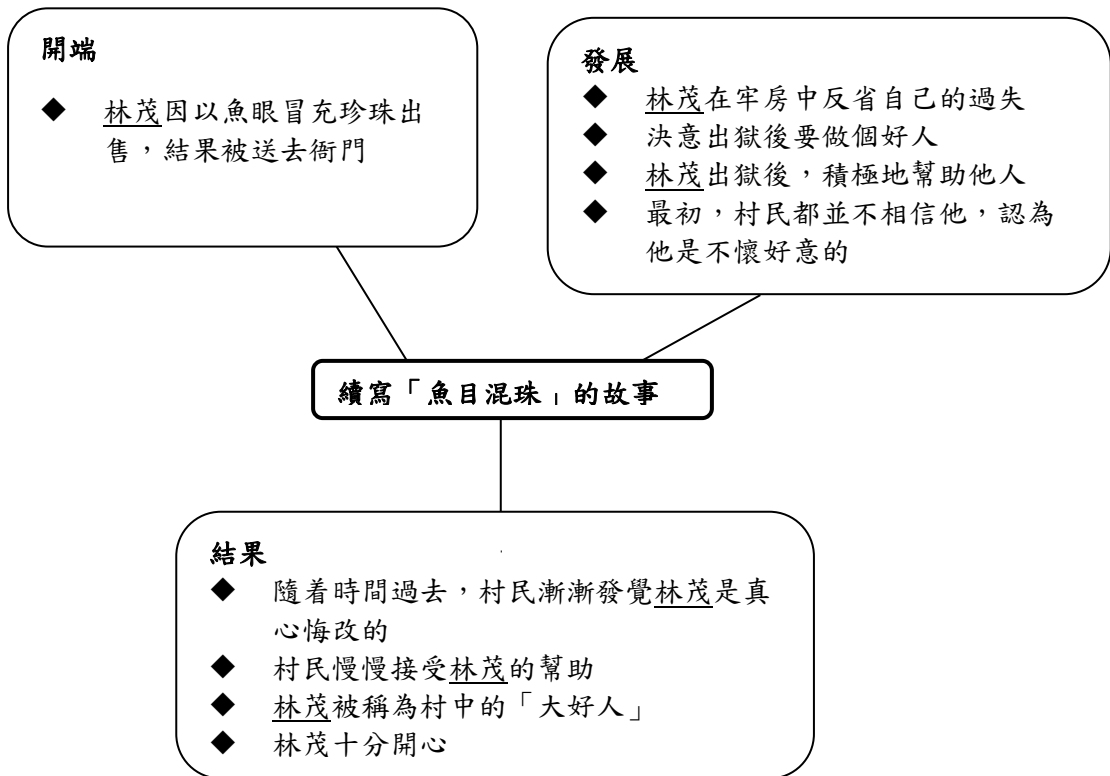 開端
◆ 林茂因以魚眼冒充珍珠出
售，結果被送去衙門
發展
◆ 林茂在牢房中反省自己的過失
◆ 決意出獄後要做個好人
◆ 林茂出獄後，積極地幫助他人
◆ 最初，村民都並不相信他，認為
他是不懷好意的
續寫「魚目混珠」的故事
結果
◆ 隨着時間過去，村民漸漸發覺林茂是真
心悔改的
◆ 村民慢慢接受林茂的幫助
◆ 林茂被稱為村中的「大好人」
◆ 林茂十分開心